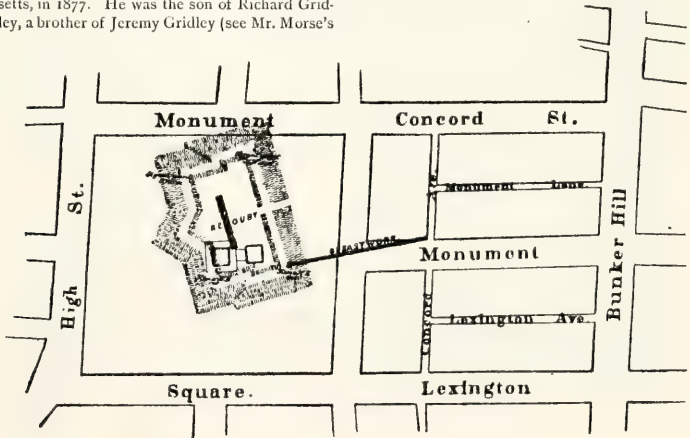 setts, in 1877. He was the son of Richard Grid-
ley, a brother of Jeremy Gridley (see Mr. Morse's
Monument
Concord St.
High St.
REDOUBT
BREASTWORK
Ave
Monument Lane.
Monument
Bunker Hill
Concord
Lexington Ave.
Square.
Lexington